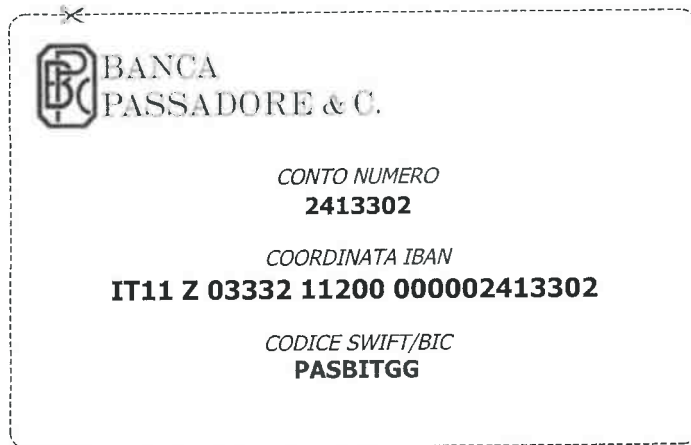 BANCA
PASSADORE & C.
CONTO NUMERO
2413302
COORDINATA IBAN
IT11 Z 03332 11200 000002413302
CODICE SWIFT/BIC
PASBITGG